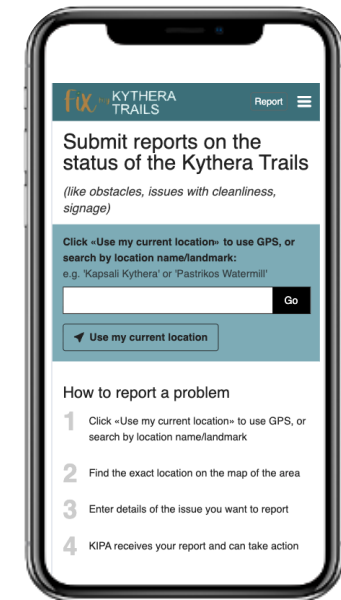 Fix my KYTHERA
TRAILS
Report
Submit reports on the
status of the Kythera Trails
(like obstacles, issues with cleanliness,
signage)
Click «Use my current location» to use GPS, or
search by location name/landmark:
e.g. 'Kapsali Kythera' or 'Pastrikos Watermill'
Go
Use my current location
How to report a problem
1 Click «Use my current location» to use GPS, or
search by location name/landmark
2 Find the exact location on the map of the area
3 Enter details of the issue you want to report
4 KIPA receives your report and can take action